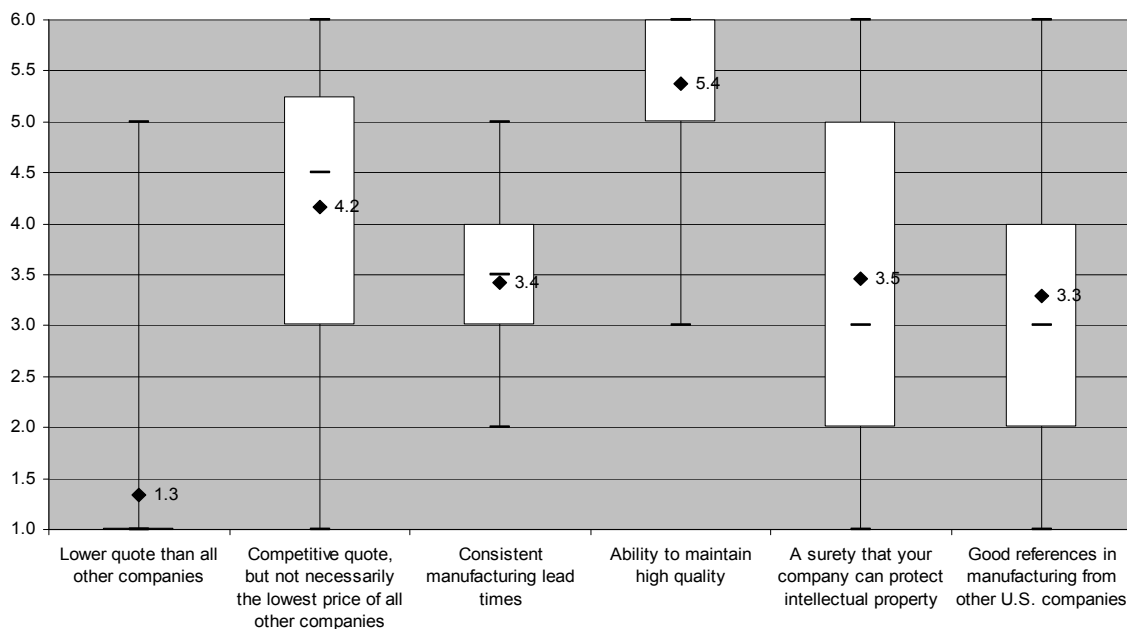 6.0
5.5
5.0
4.5
4.0
3.5
3.0
2.5
2.0
1.5
1.0
1.3
4.2
3.4
5.4
3.5
3.3
Lower quote than all
other companies
Competitive quote,
but not necessarily
the lowest price of all
other companies
Consistent
manufacturing lead
times
Ability to maintain
high quality
A surety that your
company can protect
intellectual property
Good references in
manufacturing from
other U.S. companies